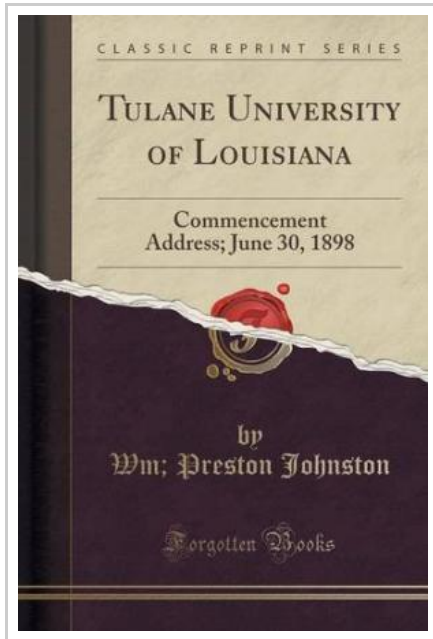 CLASSIC REPRINT SERIES
TULANE UNIVERSITY
OF LOUISIANA
Commencement
Address; June 30, 1898
by
Wm; Preston Johnston
Forgotten Books